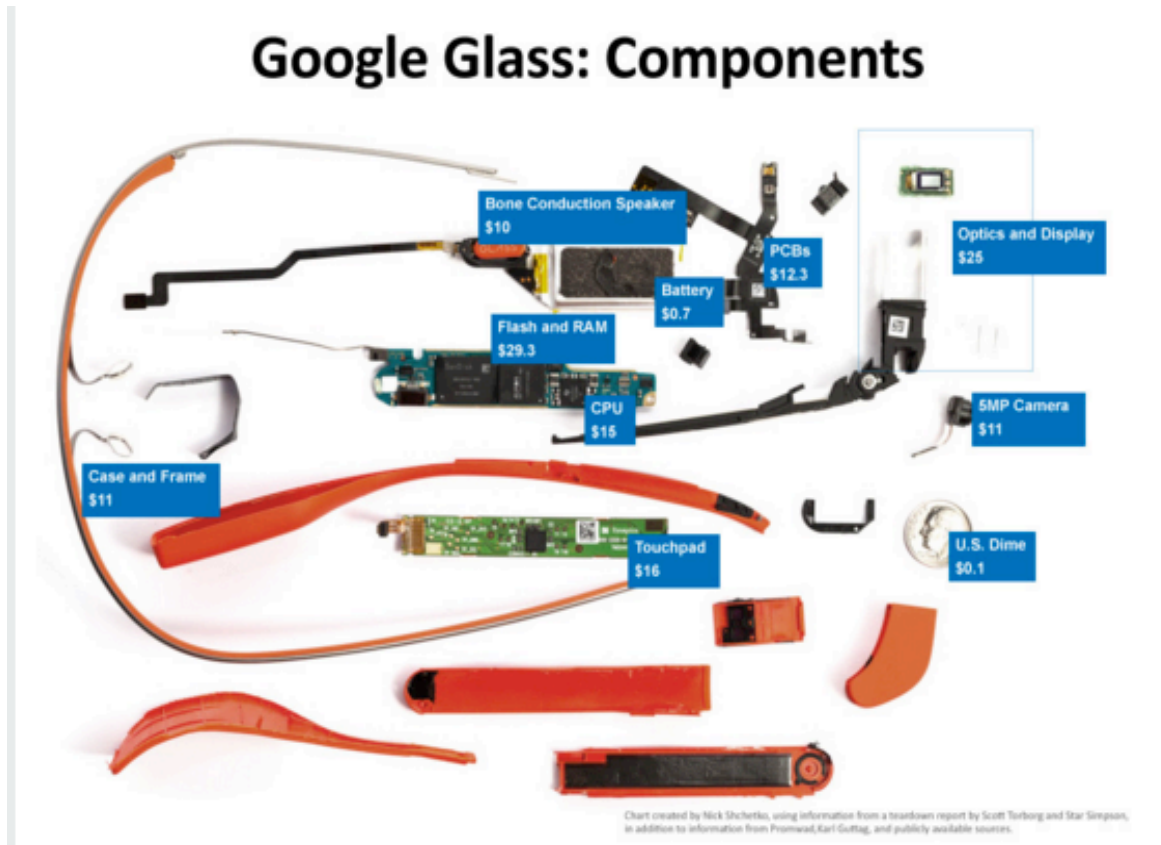 Google Glass: Components
Bone Conduction Speaker
$10
PCBs
$12.3
Optics and Display
$25
Battery
$0.7
Flash and RAM
$29.3
CPU
$15
5MP Camera
$11
Case and Frame
$11
Touchpad
$16
U.S. Dime
$0.1
Chart created by Nick Shchetko, using information from a teardown report by Scott Torborg and Star Simpson,
in addition to information from Promwad, Karl Guttag, and publicly available sources.